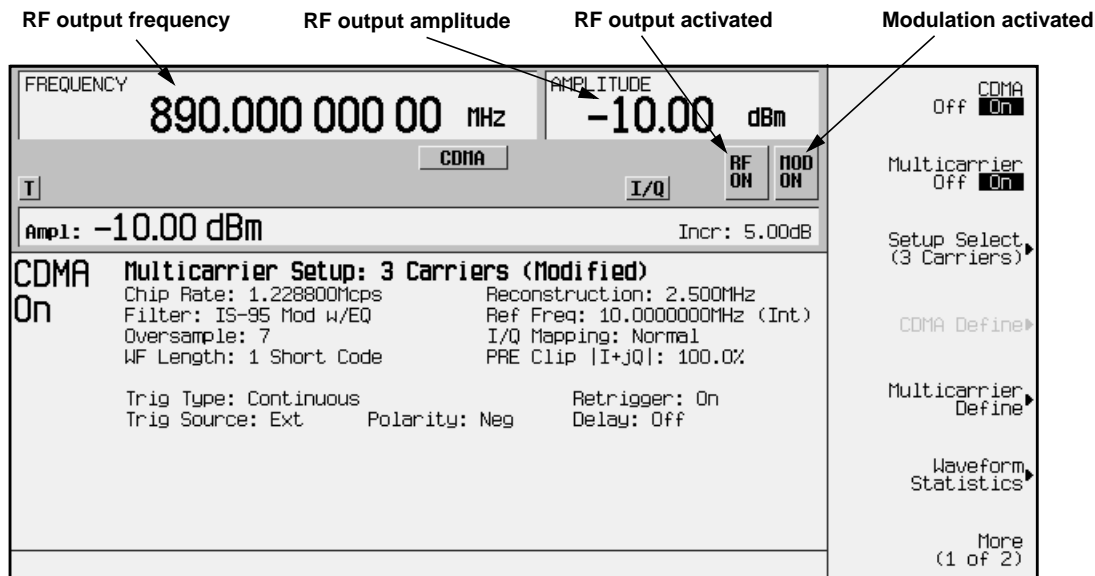 RF output frequency RF output amplitude RF output activated Modulation activated
FREQUENCY
890.000 000 00 MHz
AMPLITUDE
-10.00 dBm
CDMA
RF ON
MOD ON
T
I/Q
Ampl: -10.00 dBm Incr: 5.00dB
CDMA On
Multicarrier Setup: 3 Carriers (Modified)
Chip Rate: 1.228800Mcps Reconstruction: 2.500MHz
Filter: IS-95 Mod w/EQ Ref Freq: 10.0000000MHz (Int)
Oversample: 7 I/Q Mapping: Normal
WF Length: 1 Short Code PRE Clip |I+jQ|: 100.0%
Trig Type: Continuous Retrigger: On
Trig Source: Ext Polarity: Neg Delay: Off
CDMA
Off On
Multicarrier
Off On
Setup Select
(3 Carriers)
CDMA Define
Multicarrier
Define
Waveform
Statistics
More
(1 of 2)